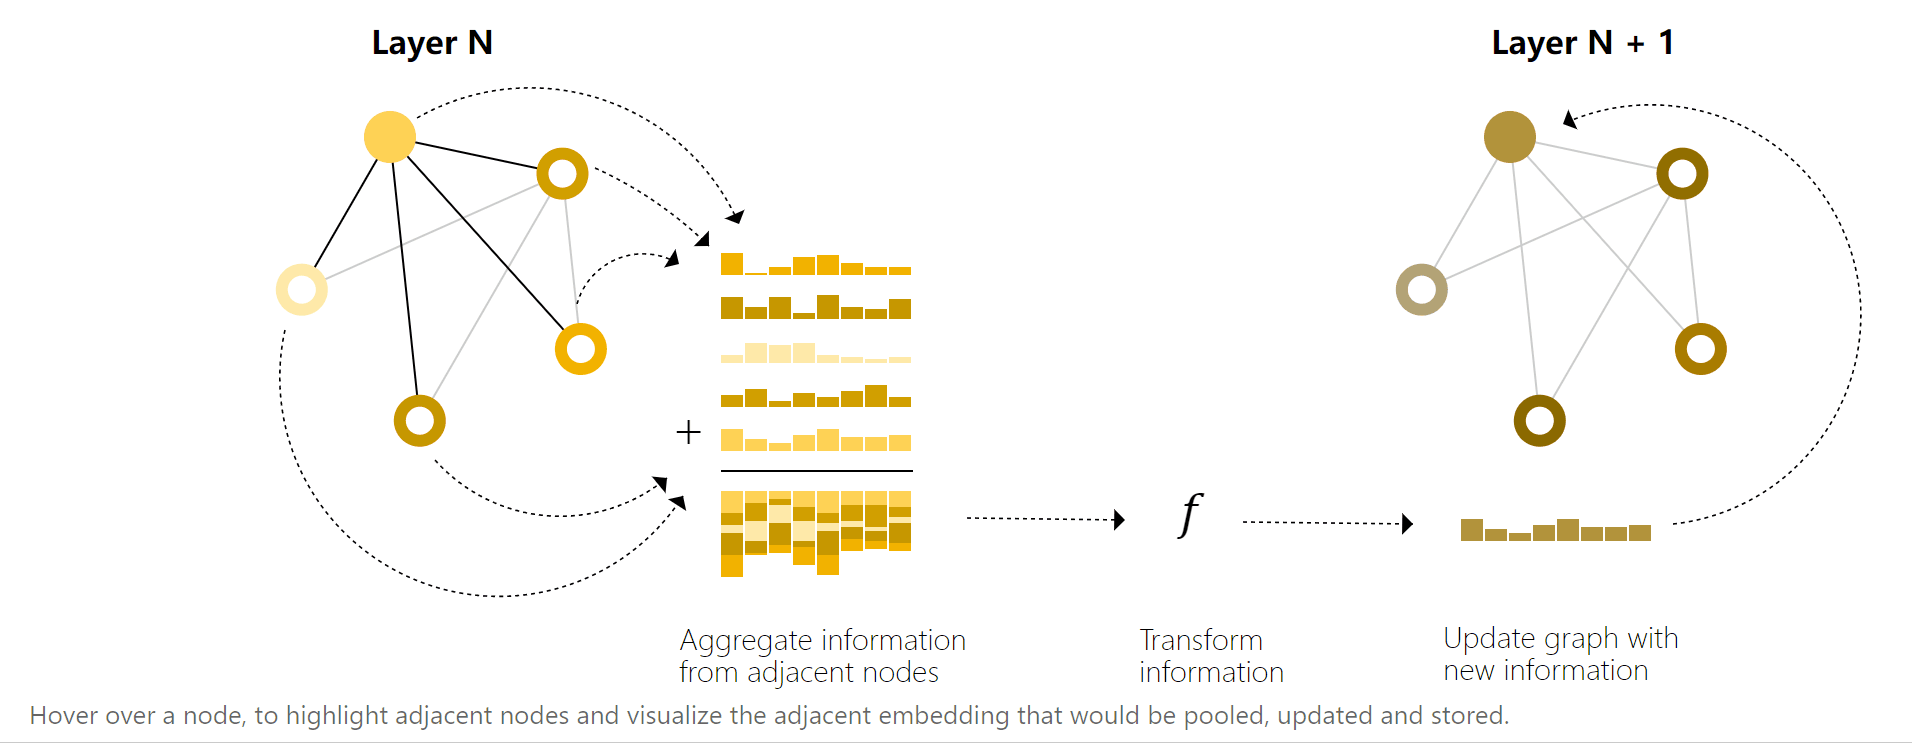 Layer N
Layer N + 1
+
f
Aggregate information
from adjacent nodes
Transform
information
Update graph with
new information
Hover over a node, to highlight adjacent nodes and visualize the adjacent embedding that would be pooled, updated and stored.